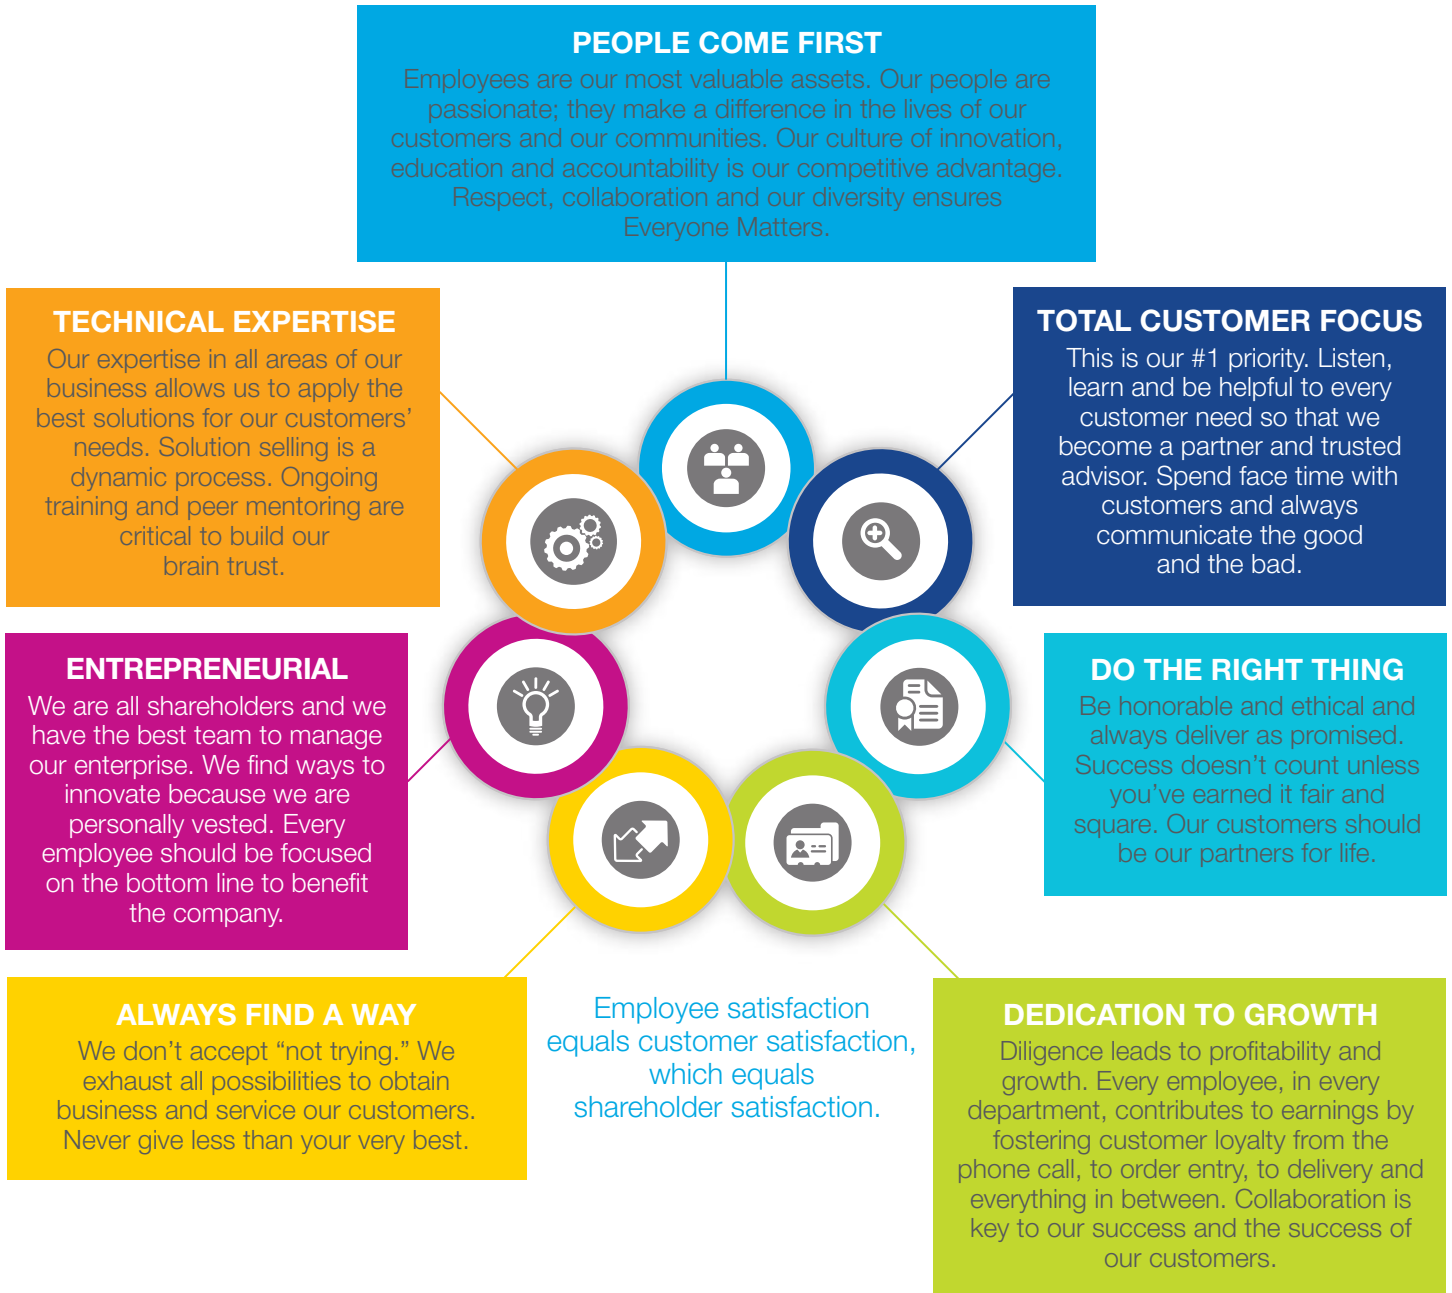 PEOPLE COME FIRST
Employees are our most valuable assets. Our people are
passionate; they make a difference in the lives of our
customers and our communities. Our culture of innovation,
education and accountability is our competitive advantage.
Respect, collaboration and our diversity ensures
Everyone Matters.
TECHNICAL EXPERTISE
Our expertise in all areas of our
business allows us to apply the
best solutions for our customers’
needs. Solution selling is a
dynamic process. Ongoing
training and peer mentoring are
critical to build our
brain trust.
TOTAL CUSTOMER FOCUS
This is our #1 priority. Listen,
learn and be helpful to every
customer need so that we
become a partner and trusted
advisor. Spend face time with
customers and always
communicate the good
and the bad.
ENTREPRENEURIAL
We are all shareholders and we
have the best team to manage
our enterprise. We find ways to
innovate because we are
personally vested. Every
employee should be focused
on the bottom line to benefit
the company.
DO THE RIGHT THING
Be honorable and ethical and
always deliver as promised.
Success doesn’t count unless
you’ve earned it fair and
square. Our customers should
be our partners for life.
ALWAYS FIND A WAY
We don’t accept “not trying.” We
exhaust all possibilities to obtain
business and service our customers.
Never give less than your very best.
Employee satisfaction
equals customer satisfaction,
which equals
shareholder satisfaction.
DEDICATION TO GROWTH
Diligence leads to profitability and
growth. Every employee, in every
department, contributes to earnings by
fostering customer loyalty from the
phone call, to order entry, to delivery and
everything in between. Collaboration is
key to our success and the success of
our customers.